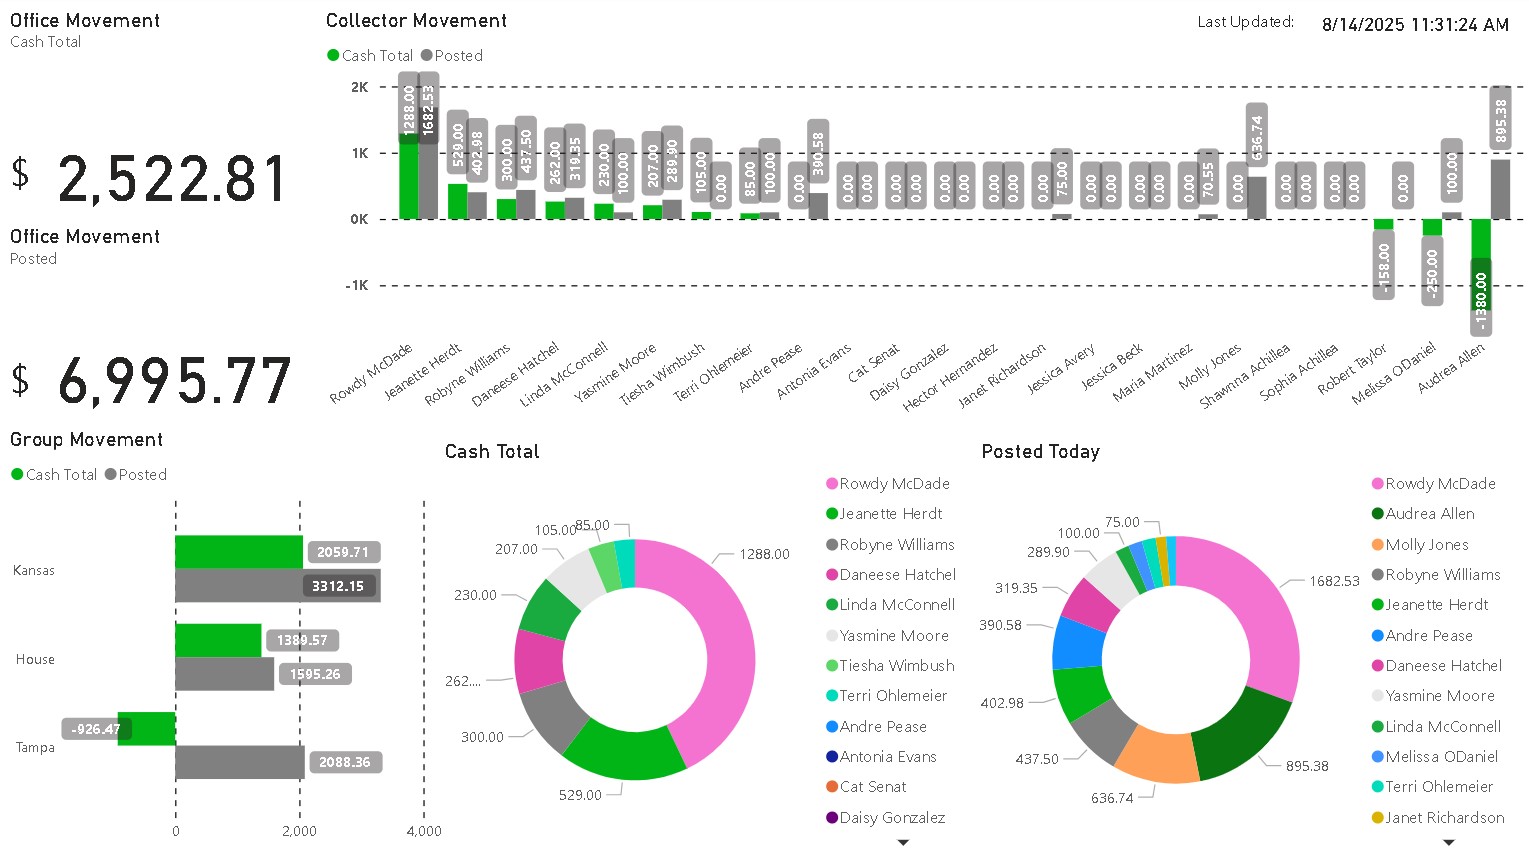 Office Movement
Cash Total
$ 2,522.81
Office Movement
Posted
$ 6,995.77
Collector Movement
Last Updated: 8/14/2025 11:31:24 AM
Cash Total Posted
2K
1K
0K
-1K
1288.00 1682.53 529.00 402.98 300.00 437.50 262.00 319.35 230.00 100.00 207.00 289.90 105.00 0.00 85.00 100.00 0.00 390.58 0.00 0.00 0.00 0.00 0.00 0.00 0.00 0.00 0.00 75.00 0.00 0.00 0.00 0.00 0.00 70.55 0.00 636.74 0.00 0.00 0.00 0.00 -158.00 0.00 -250.00 100.00 -1380.00 895.38
Rowdy McDade
Jeanette Herdt
Robyne Williams
Daneese Hatchel
Linda McConnell
Yasmine Moore
Tiesha Wimbush
Terri Ohlemeier
Andre Pease
Antonia Evans
Cat Senat
Daisy Gonzalez
Hector Hernandez
Janet Richardson
Jessica Avery
Jessica Beck
Maria Martinez
Molly Jones
Shawnna Achillea
Sophia Achillea
Robert Taylor
Melissa ODaniel
Audrea Allen
Group Movement
Cash Total Posted
Kansas
2059.71
3312.15
House
1389.57
1595.26
Tampa
-926.47
2088.36
0 2,000 4,000
Cash Total
1288.00
529.00
300.00
262....
230.00
207.00
105.00
85.00
Rowdy McDade
Jeanette Herdt
Robyne Williams
Daneese Hatchel
Linda McConnell
Yasmine Moore
Tiesha Wimbush
Terri Ohlemeier
Andre Pease
Antonia Evans
Cat Senat
Daisy Gonzalez
Posted Today
1682.53
895.38
636.74
437.50
402.98
390.58
319.35
289.90
100.00
75.00
Rowdy McDade
Audrea Allen
Molly Jones
Robyne Williams
Jeanette Herdt
Andre Pease
Daneese Hatchel
Yasmine Moore
Linda McConnell
Melissa ODaniel
Terri Ohlemeier
Janet Richardson